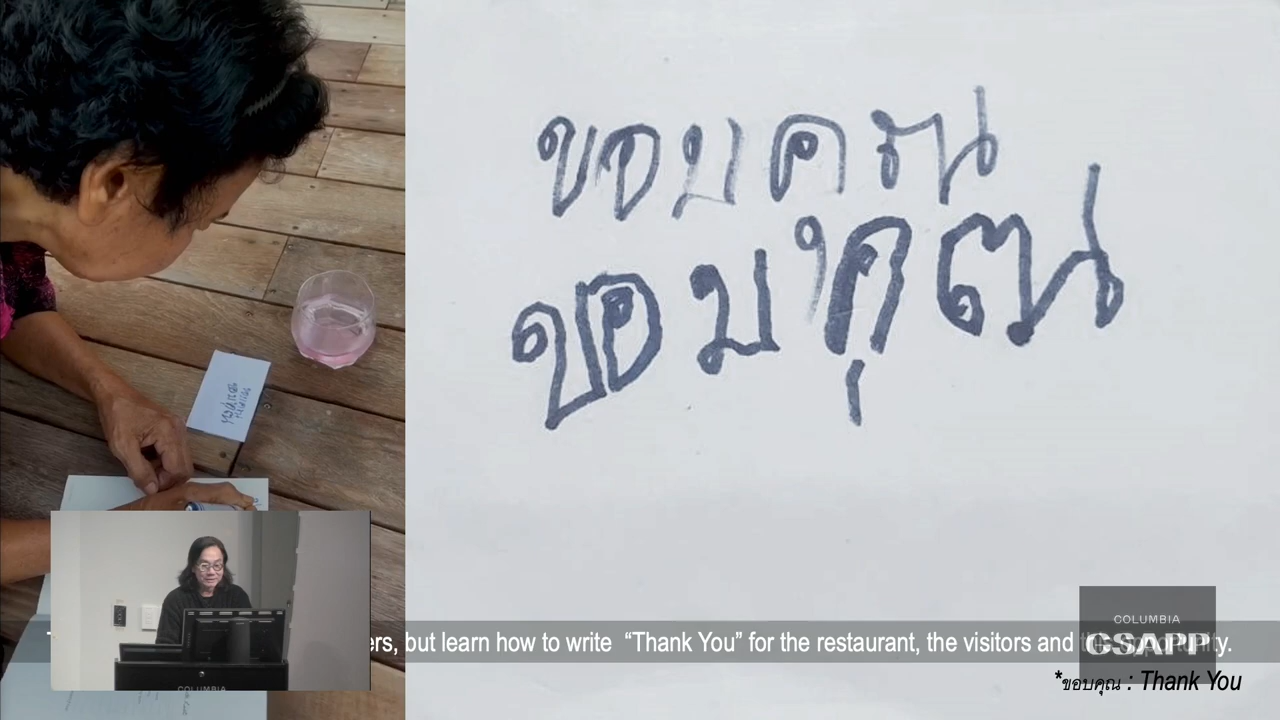 ขอบคณ
ขอบคุณ
ers, but learn how to write “Thank You” for the restaurant, the visitors and
COLUMBIA
GSAPP
*ขอบคุณ : Thank You
COLUMBIA